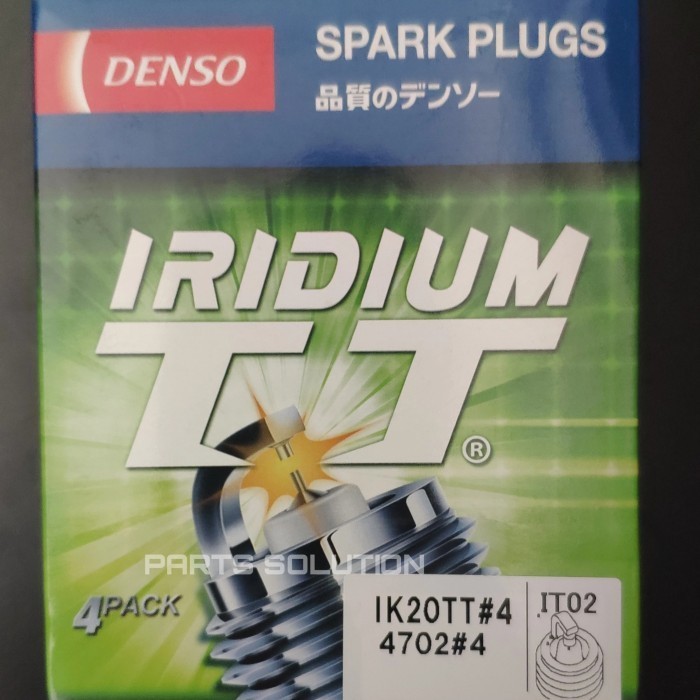 DENSO
SPARK PLUGS
品質のデンソー
IRIDIUM
TT®
PARTS SOLUTION
4PACK
IK20TT#4
4702#4
IT02